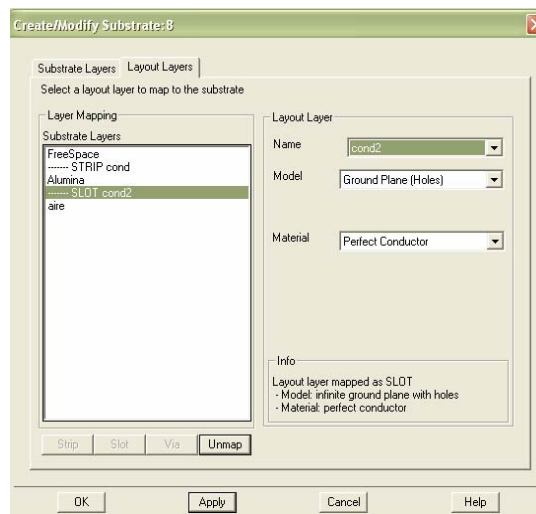 Create/Modify Substrate:8
Substrate Layers
Layout Layers
Select a layout layer to map to the substrate
Layer Mapping
Substrate Layers
FreeSpace
------- STRIP cond
Alumina
------- SLOT cond2
aire
Strip
Slot
Via
Unmap
Layout Layer
Name
cond2
Model
Ground Plane (Holes)
Material
Perfect Conductor
Info
Layout layer mapped as SLOT
- Model: infinite ground plane with holes
- Material: perfect conductor
OK
Apply
Cancel
Help